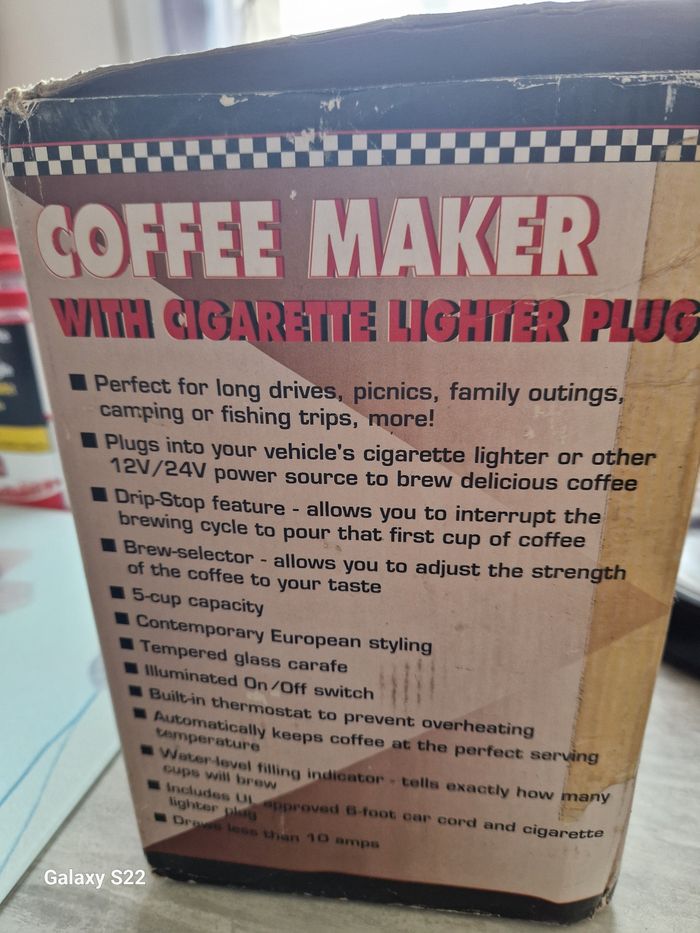 COFFEE MAKER
WITH CIGARETTE LIGHTER PLUG
■ Perfect for long drives, picnics, family outings,
camping or fishing trips, more!
■ Plugs into your vehicle's cigarette lighter or other
12V/24V power source to brew delicious coffee
■ Drip-Stop feature - allows you to interrupt the
brewing cycle to pour that first cup of coffee
■ Brew-selector - allows you to adjust the strength
of the coffee to your taste
■ 5-cup capacity
■ Contemporary European styling
■ Tempered glass carafe
■ Illuminated On/Off switch
■ Built-in thermostat to prevent overheating
■ Automatically keeps coffee at the perfect serving
temperature
■ Water-level filling indicator - tells exactly how many
cups will brew
■ Includes UL approved 6-foot car cord and cigarette
lighter plug
■ Draws less than 10 amps
Galaxy S22